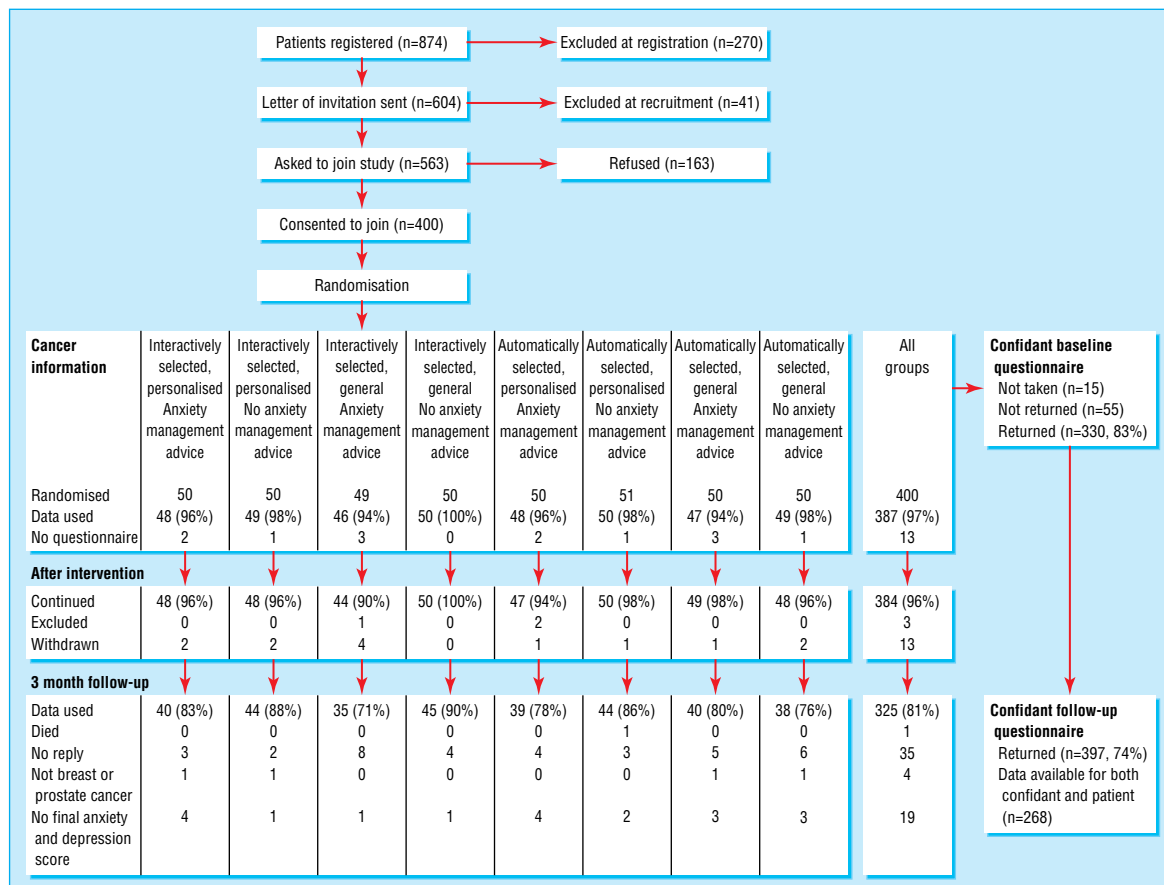 Patients registered (n=874)
Excluded at registration (n=270)
Letter of invitation sent (n=604)
Excluded at recruitment (n=41)
Asked to join study (n=563)
Refused (n=163)
Consented to join (n=400)
Randomisation
Cancer information
Interactively selected, personalised Anxiety management advice
Interactively selected, personalised No anxiety management advice
Interactively selected, general Anxiety management advice
Interactively selected, general No anxiety management advice
Automatically selected, personalised Anxiety management advice
Automatically selected, personalised No anxiety management advice
Automatically selected, general Anxiety management advice
Automatically selected, general No anxiety management advice
All groups
Randomised 50 50 49 50 50 51 50 50 400
Data used 48 (96%) 49 (98%) 46 (94%) 50 (100%) 48 (96%) 50 (98%) 47 (94%) 49 (98%) 387 (97%)
No questionnaire 2 1 3 0 2 1 3 1 13
Confidant baseline
questionnaire
Not taken (n=15)
Not returned (n=55)
Returned (n=330, 83%)
After intervention
Continued 48 (96%) 48 (96%) 44 (90%) 50 (100%) 47 (94%) 50 (98%) 49 (98%) 48 (96%) 384 (96%)
Excluded 0 0 1 0 2 0 0 0 3
Withdrawn 2 2 4 0 1 1 1 2 13
3 month follow-up
Data used 40 (83%) 44 (88%) 35 (71%) 45 (90%) 39 (78%) 44 (86%) 40 (80%) 38 (76%) 325 (81%)
Died 0 0 0 0 0 1 0 0 1
No reply 3 2 8 4 4 3 5 6 35
Not breast or
prostate cancer 1 1 0 0 0 0 1 1 4
No final anxiety
and depression
score 4 1 1 1 4 2 3 3 19
Confidant follow-up
questionnaire
Returned (n=397, 74%)
Data available for both
confidant and patient
(n=268)